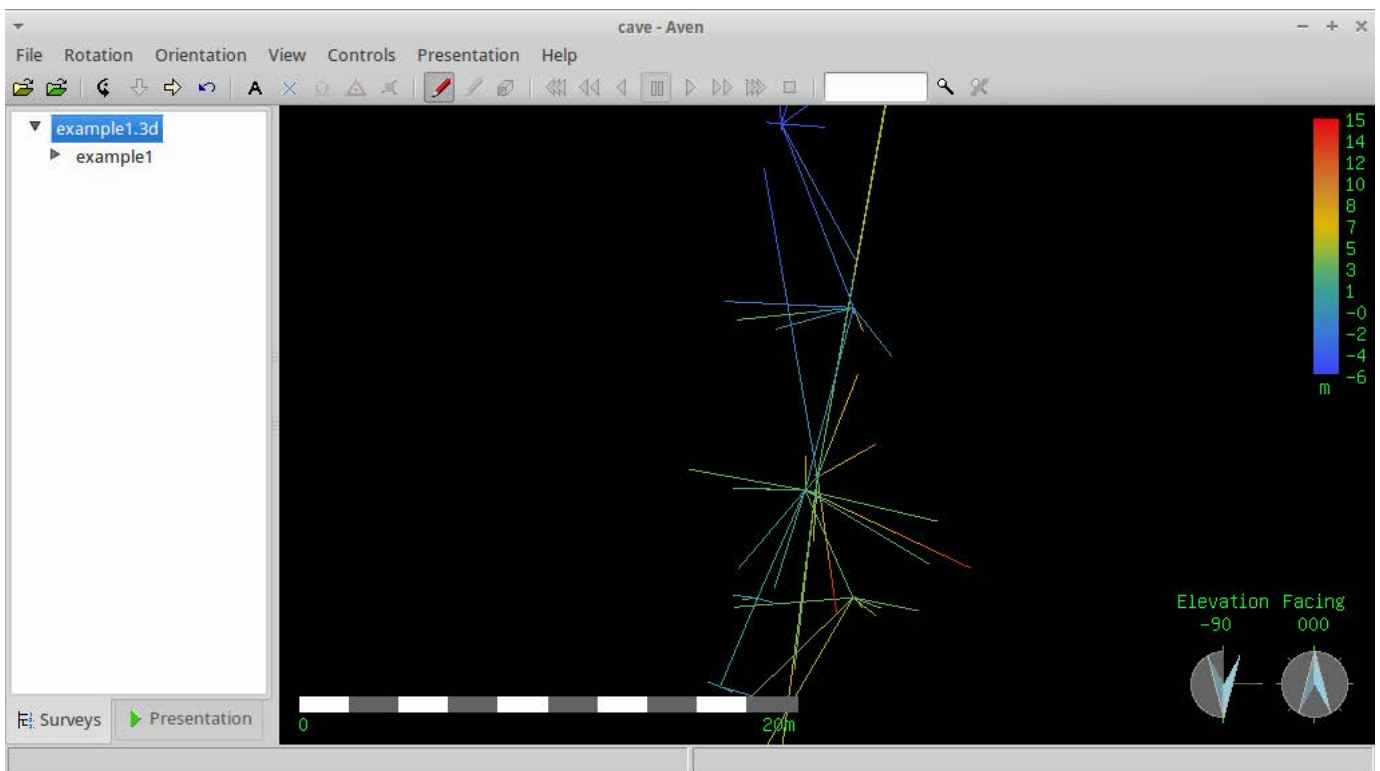 cave - Aven
File Rotation Orientation View Controls Presentation Help
A
example1.3d
example1
15
14
12
10
8
7
5
3
1
-0
-2
-4
-6
m
Elevation Facing
-90 000
0 20m
Surveys Presentation